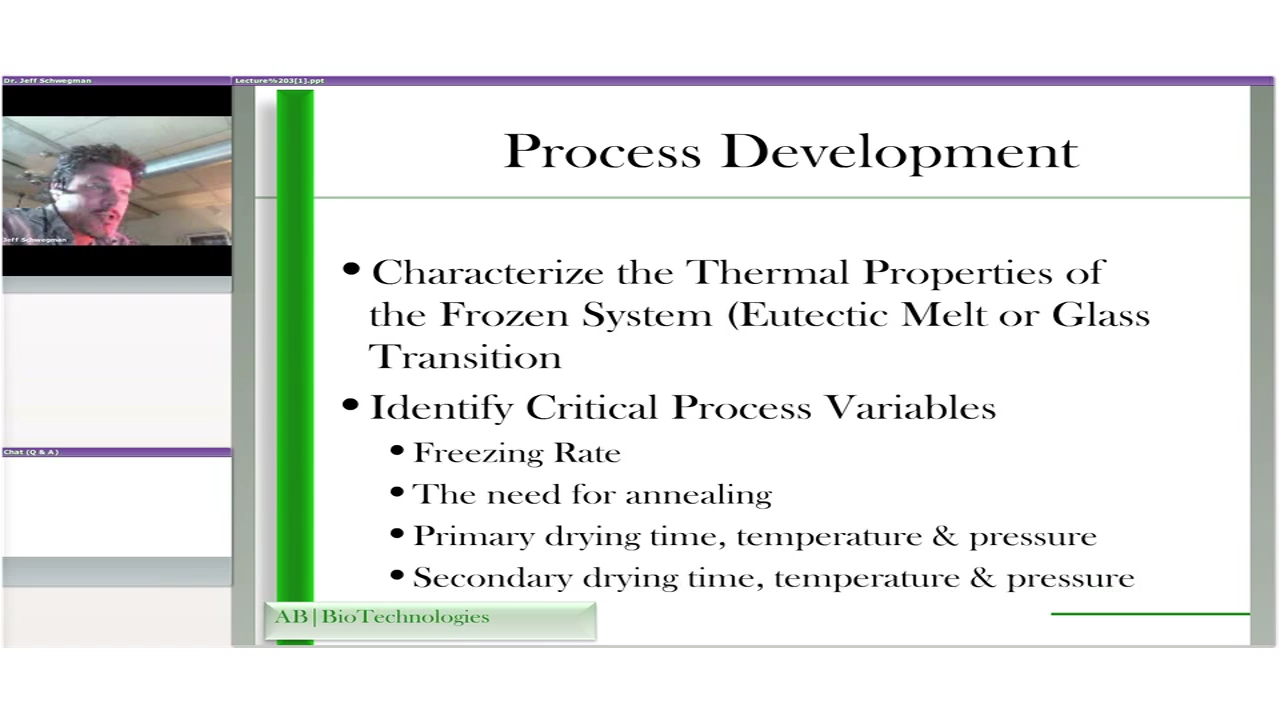 Dr. Jeff Schwegman
Lecture%203[1].ppt
Jeff Schwegman
Chat (Q & A)
Process Development
• Characterize the Thermal Properties of
the Frozen System (Eutectic Melt or Glass
Transition
• Identify Critical Process Variables
• Freezing Rate
• The need for annealing
• Primary drying time, temperature & pressure
• Secondary drying time, temperature & pressure
AB|BioTechnologies